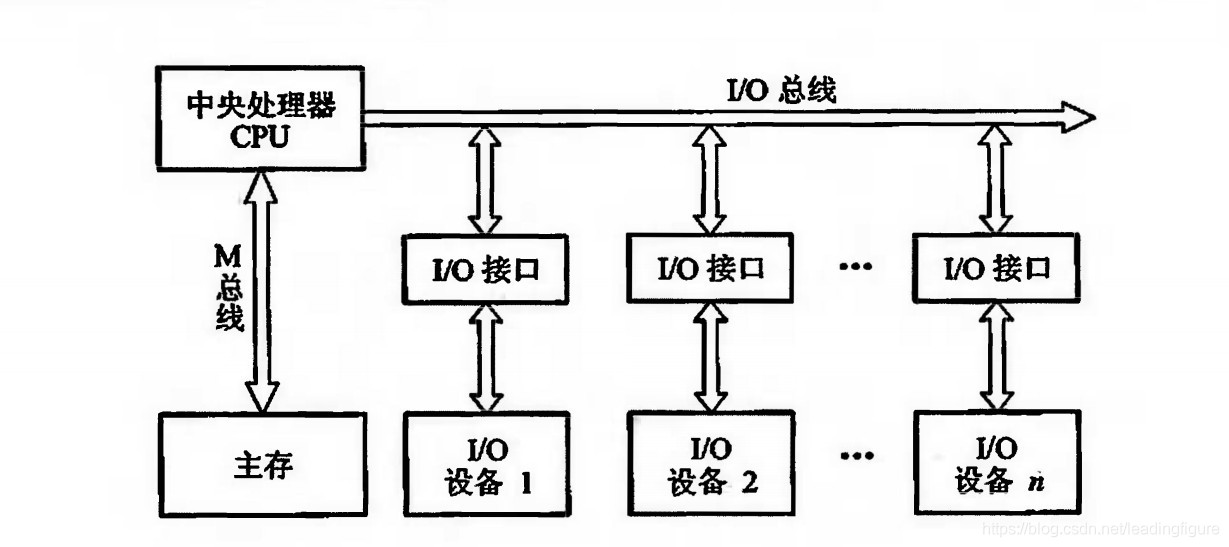 中央处理器
CPU
I/O 总线
M
总
线
I/O 接口
I/O 接口
...
I/O 接口
主存
I/O
设备 1
I/O
设备 2
...
I/O
设备 n
https://blog.csdn.net/leadingfigure